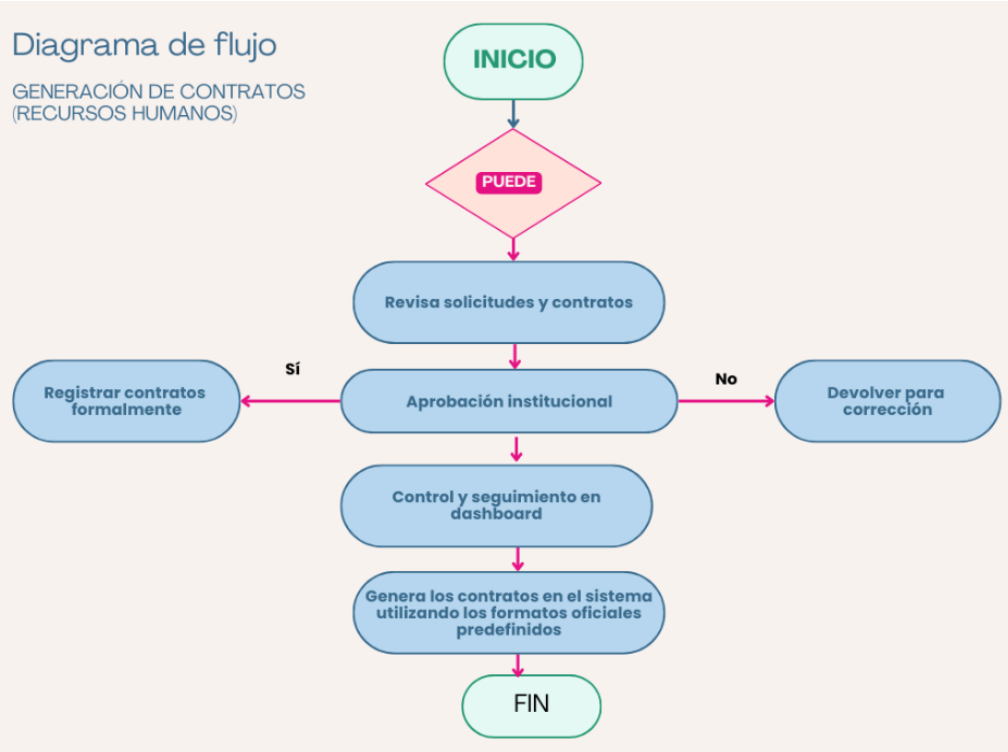 Diagrama de flujo
GENERACIÓN DE CONTRATOS
(RECURSOS HUMANOS)
INICIO
PUEDE
Revisa solicitudes y contratos
Sí
No
Registrar contratos
formalmente
Aprobación institucional
Devolver para
corrección
Control y seguimiento en
dashboard
Genera los contratos en el sistema
utilizando los formatos oficiales
predefinidos
FIN